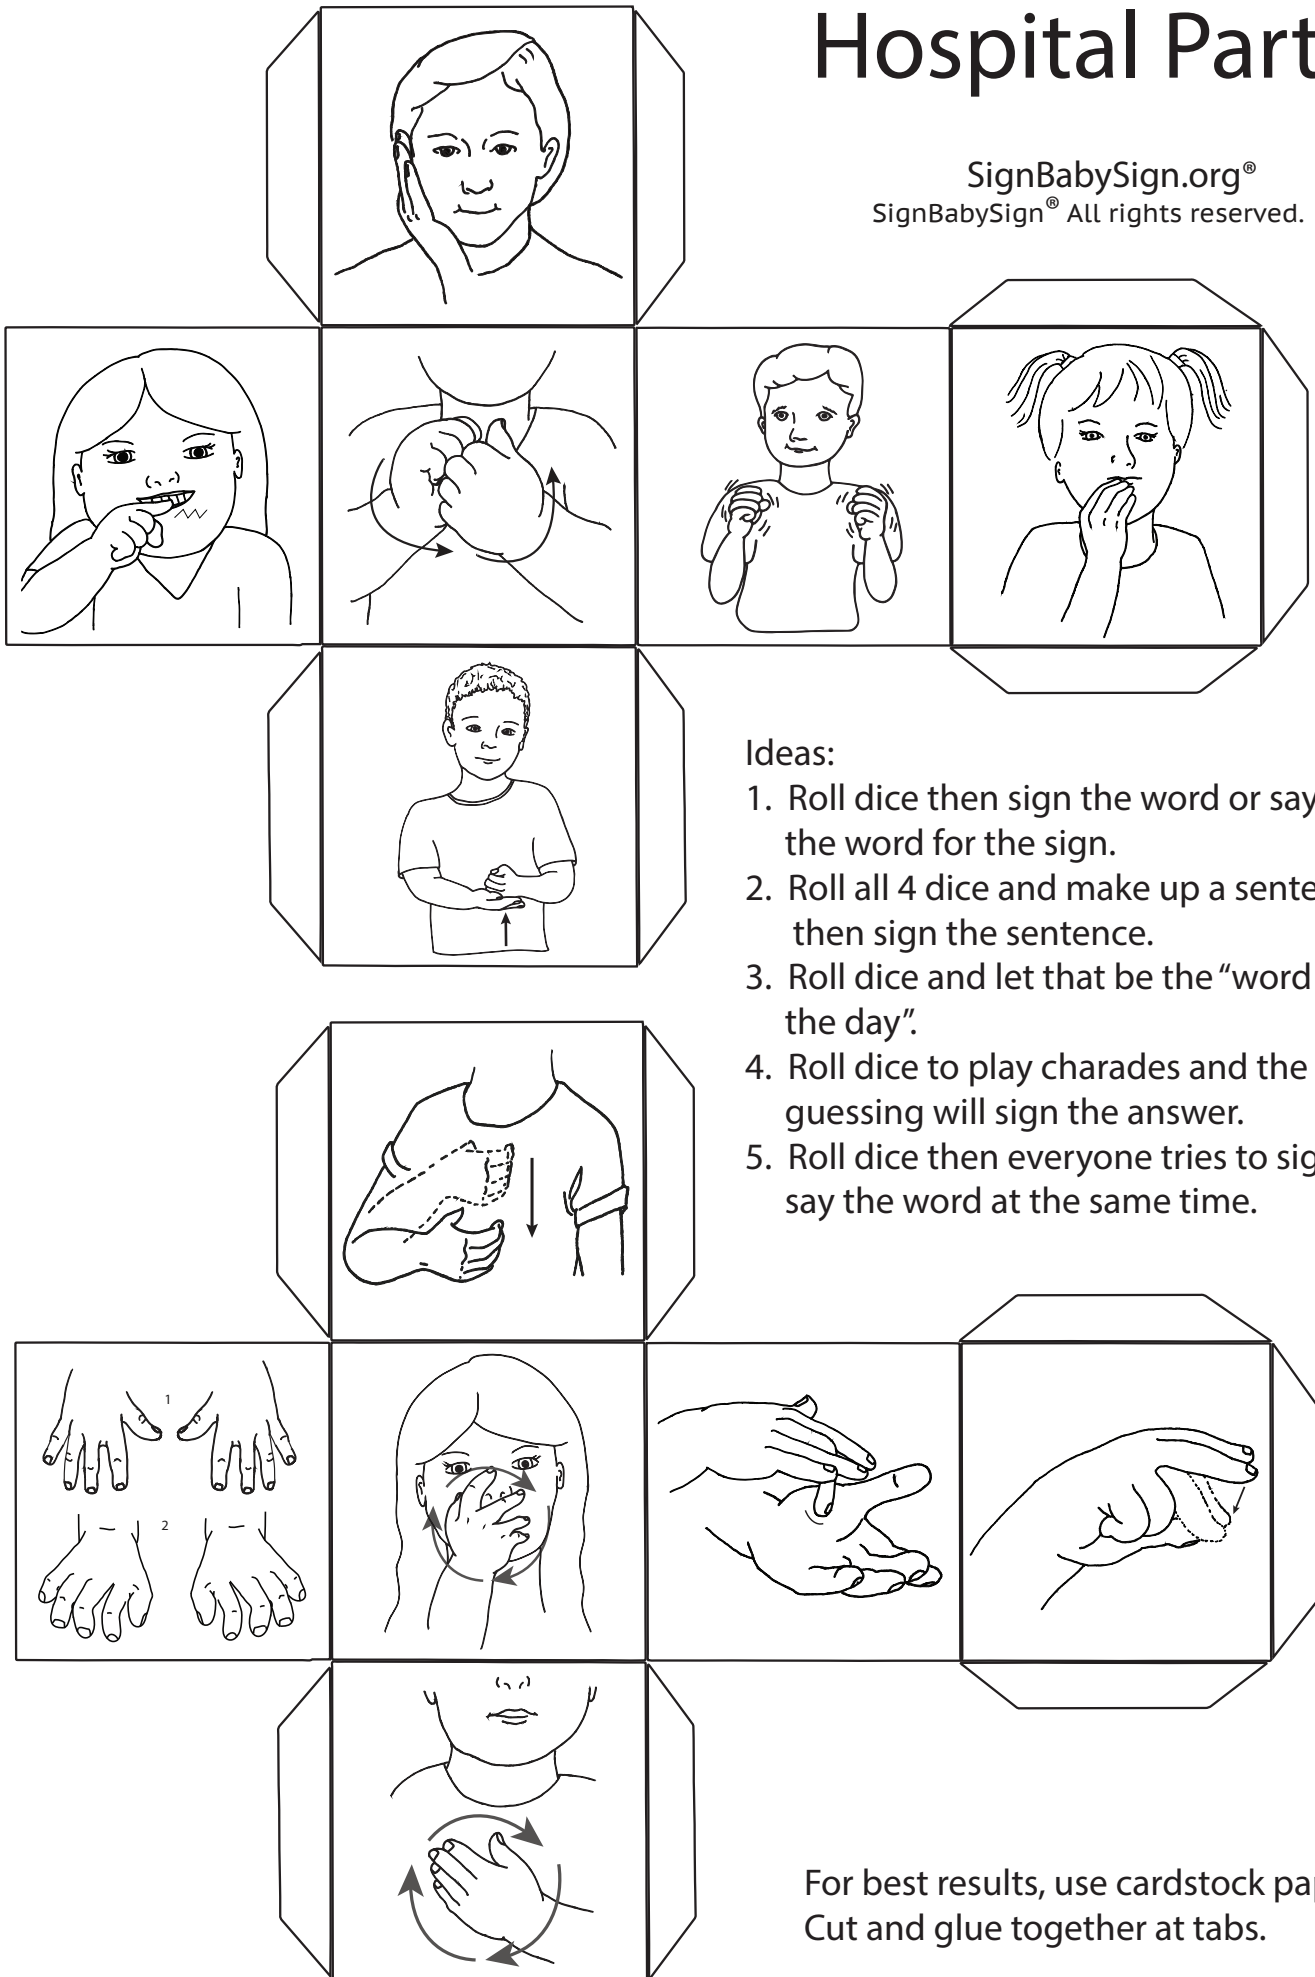 Hospital Part
SignBabySign.org®
SignBabySign® All rights reserved.
Ideas:
1. Roll dice then sign the word or say
the word for the sign.
2. Roll all 4 dice and make up a sente
then sign the sentence.
3. Roll dice and let that be the “word
the day”.
4. Roll dice to play charades and the
guessing will sign the answer.
5. Roll dice then everyone tries to sig
say the word at the same time.
1
2
For best results, use cardstock pap
Cut and glue together at tabs.